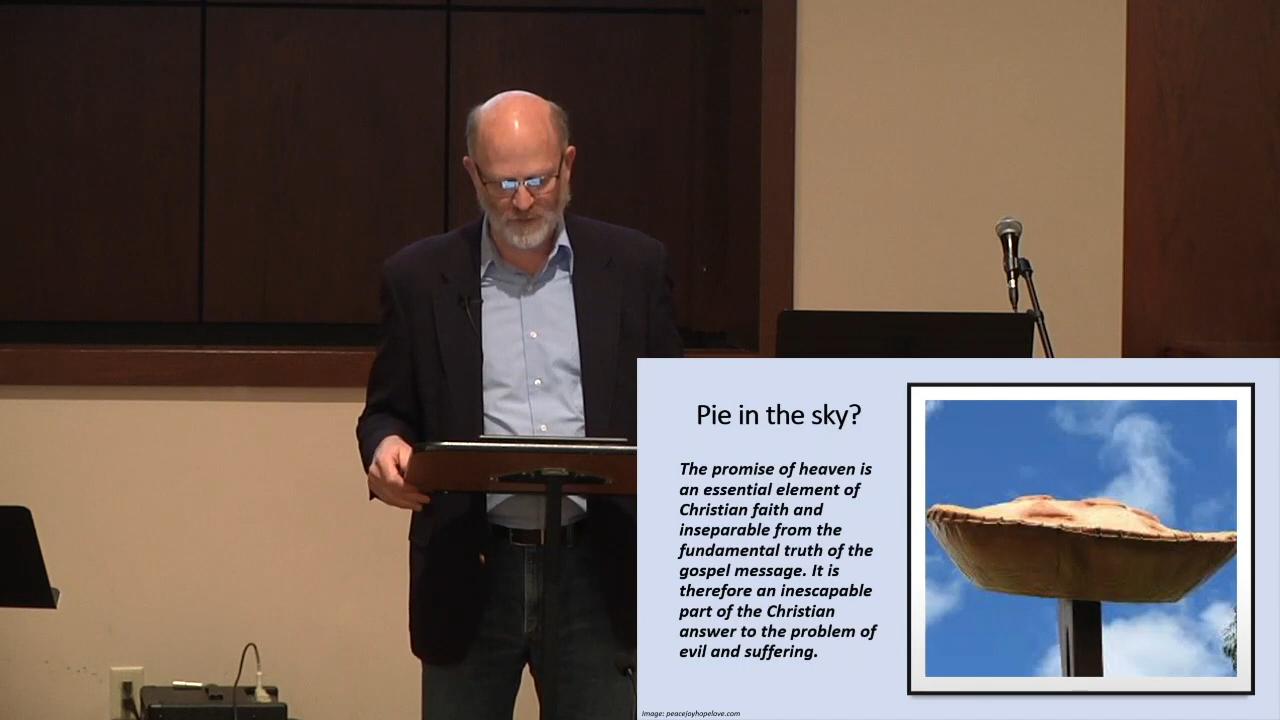 Pie in the sky?
The promise of heaven is
an essential element of
Christian faith and
inseparable from the
fundamental truth of the
gospel message. It is
therefore an inescapable
part of the Christian
answer to the problem of
evil and suffering.
Image: peacejoyhopelove.com